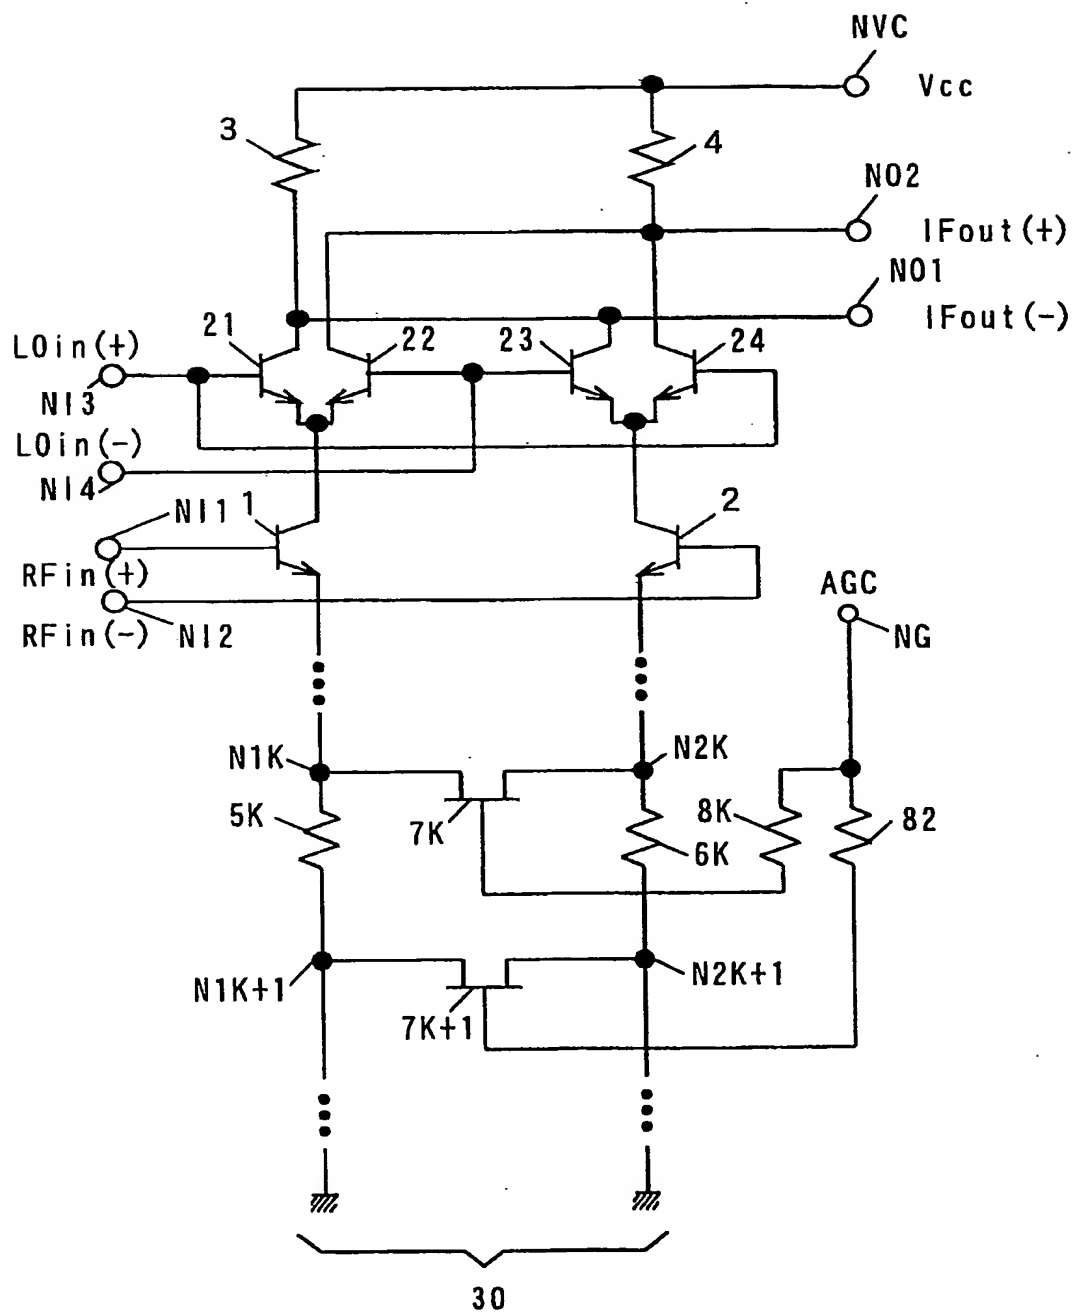 NVC
Vcc
3
4
NO2
IFout(+)
NO1
IFout(-)
21
22
23
24
LOin(+)
NI3
LOin(-)
NI4
NI1
1
2
RFin(+)
RFin(-)
NI2
AGC
NG
N1K
N2K
5K
7K
6K
8K
82
N1K+1
7K+1
N2K+1
30